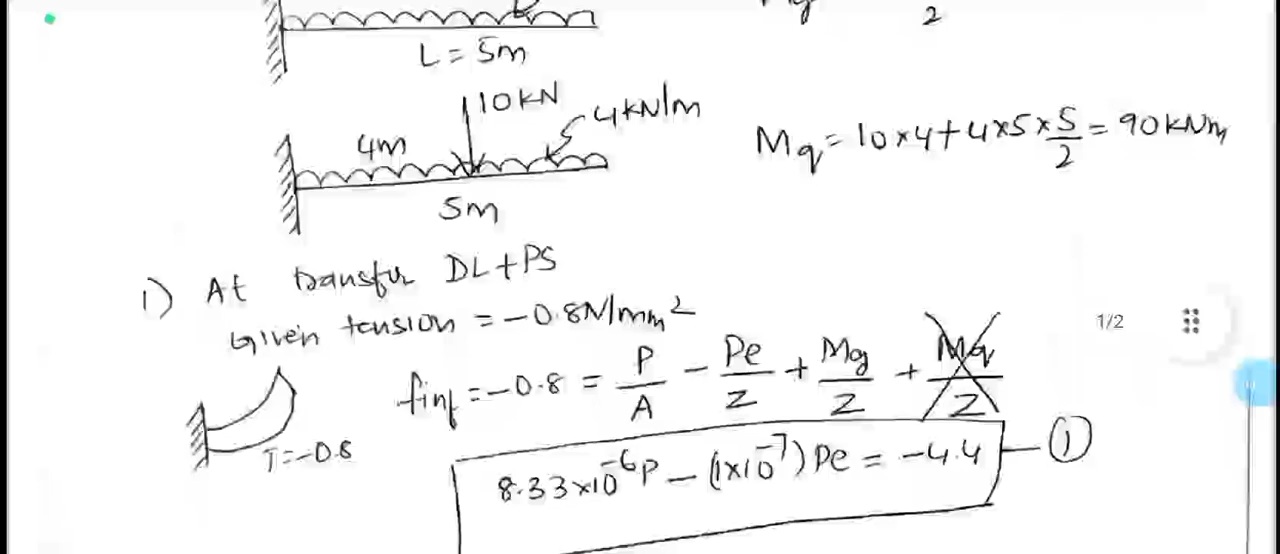 2
L = 5m
10kN
4kN/m
4m
Mq = 10×4 + 4×5×5/2 = 90kNm
5m
i) At transfer DL+PS
Given tension = -0.8N/mm²
1/2
finf = -0.8 = P/A - Pe/Z + Mg/Z + Mq/Z
T=-0.8
8.33×10⁻⁶P - (1×10⁻⁷)Pe = -4.4 — ①